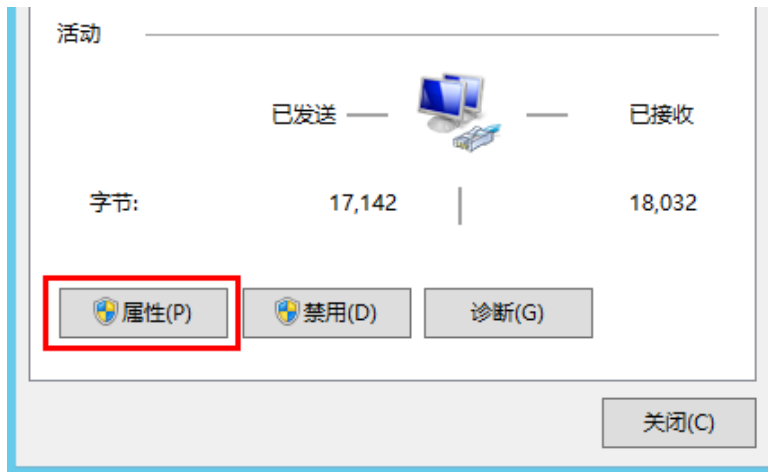 活动
已发送 已接收
字节: 17,142 18,032
属性(P) 禁用(D) 诊断(G)
关闭(C)